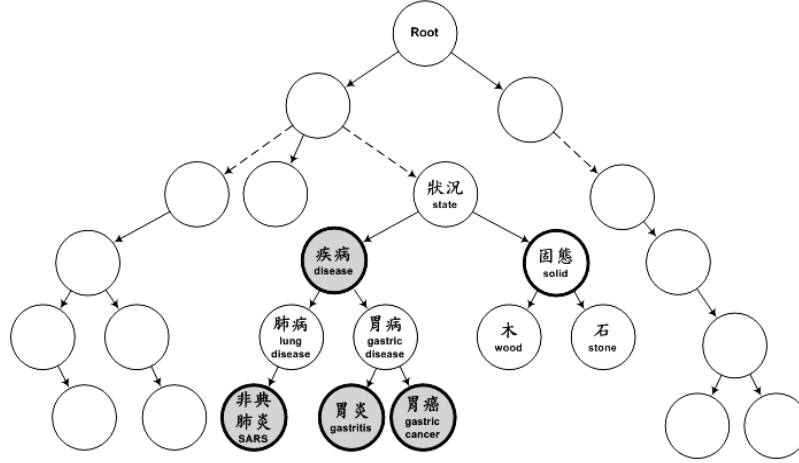 Root
狀況
state
疾病
disease
固態
solid
肺病
lung
disease
胃病
gastric
disease
木
wood
石
stone
非典
肺炎
SARS
胃炎
gastritis
胃癌
gastric
cancer